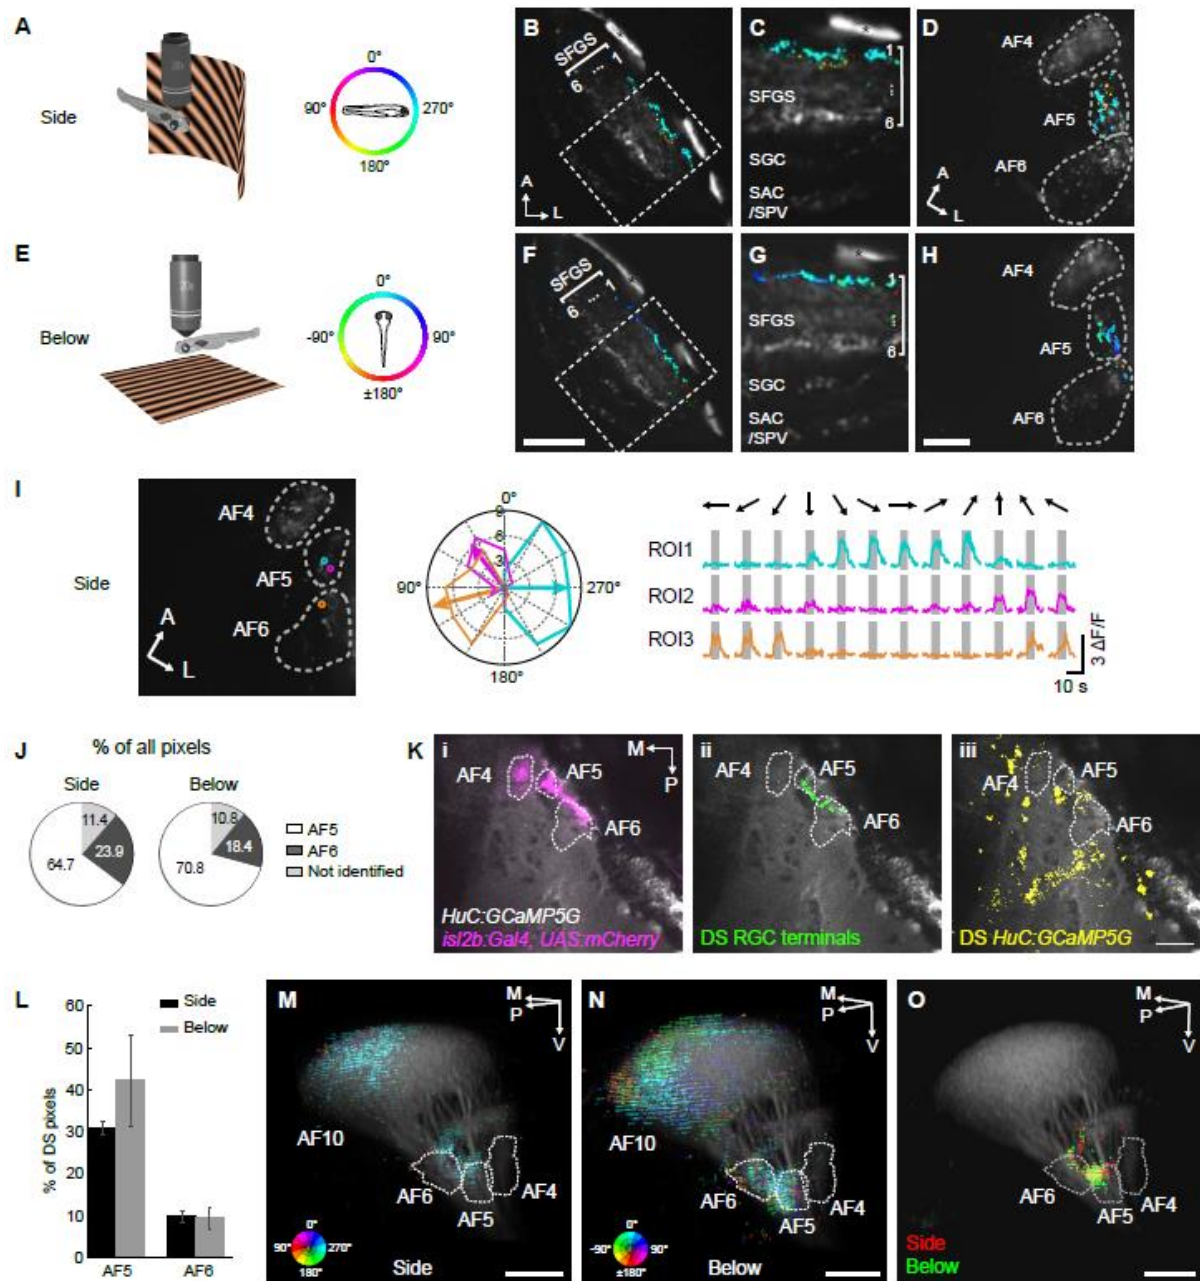 A
Side
0°
90°
270°
180°
B
SFGS
1
...
6
A
L
C
1
SFGS
6
SGC
SAC
/SPV
D
AF4
AF5
AF6
A
L
E
Below
0°
-90°
90°
±180°
F
SFGS
1
...
6
G
1
SFGS
6
SGC
SAC
/SPV
H
AF4
AF5
AF6
I
Side
AF4
AF5
AF6
A
L
0°
9
6
3
90°
270°
180°
ROI1
ROI2
ROI3
3 ΔF/F
10 s
J
% of all pixels
Side
Below
11.4
23.9
64.7
10.8
18.4
70.8
AF5
AF6
Not identified
K
i
M
P
AF4
AF5
AF6
HuC:GCaMP5G
isl2b:Gal4, UAS:mCherry
ii
AF4
AF5
AF6
DS RGC terminals
iii
AF4
AF5
AF6
DS HuC:GCaMP5G
L
Side
Below
% of DS pixels
60
50
40
30
20
10
0
AF5
AF6
M
M
P
V
AF10
AF6
AF5
AF4
0°
90°
270°
180°
Side
N
M
P
V
AF10
AF6
AF5
AF4
0°
-90°
90°
±180°
Below
O
M
P
V
AF6
AF5
AF4
Side
Below